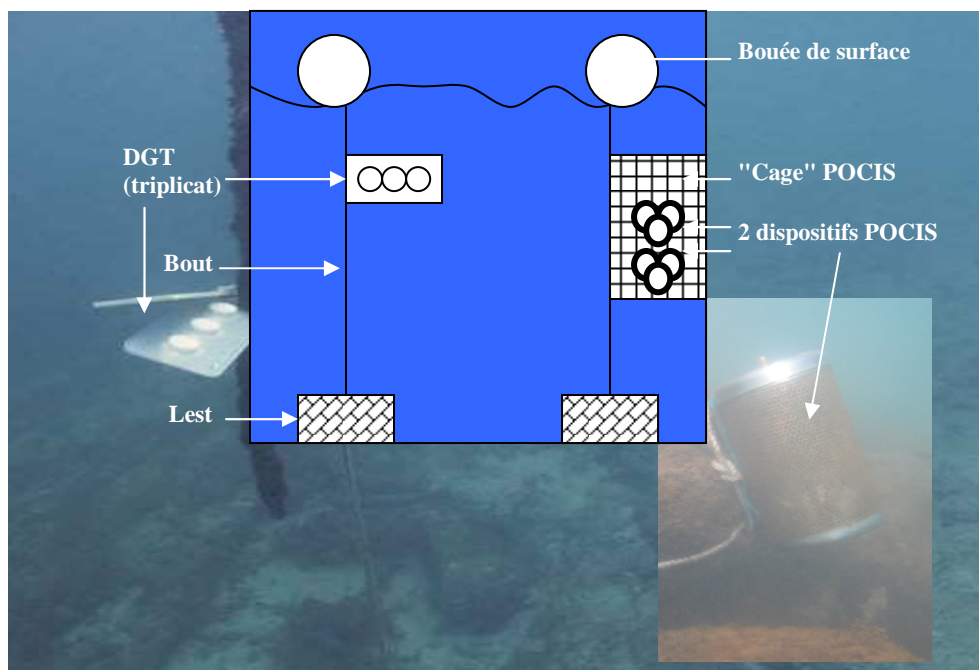 Bouée de surface
DGT
(triplicat)
"Cage" POCIS
2 dispositifs POCIS
Bout
Lest